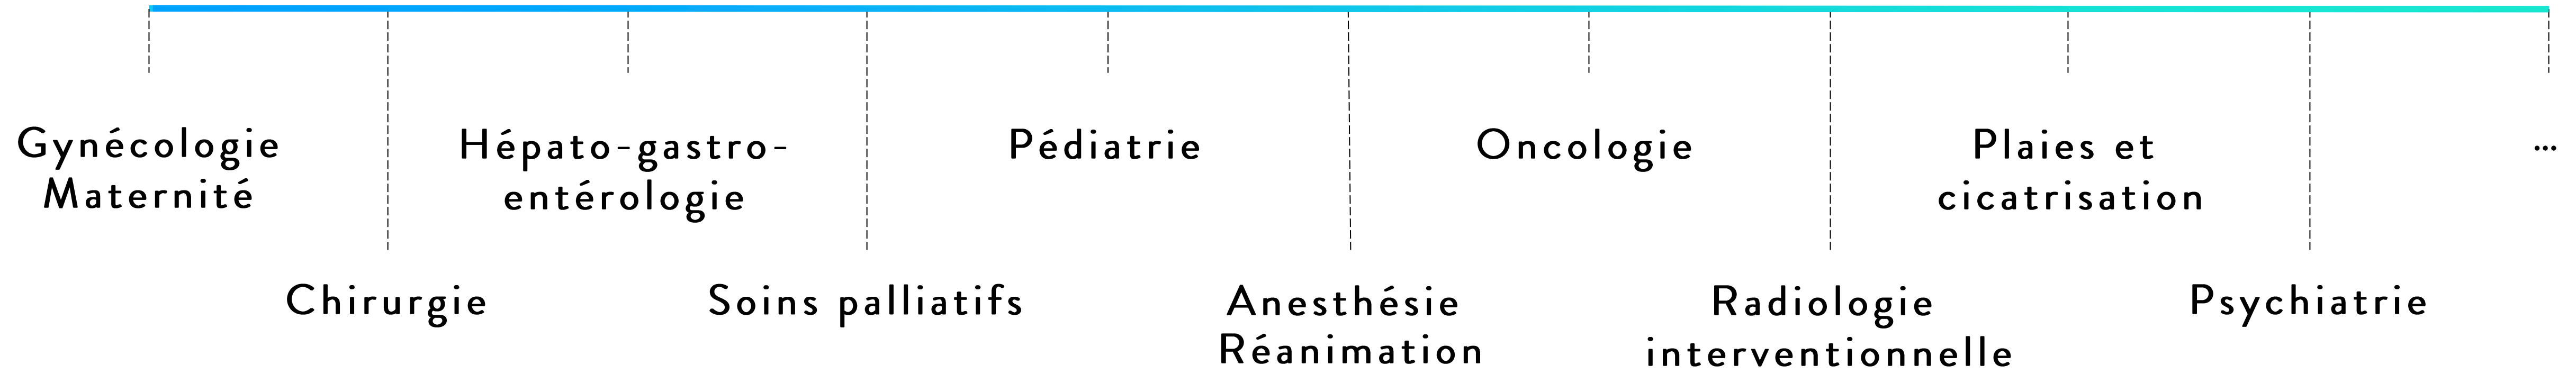 Gynécologie
Maternité
Chirurgie
Hépato-gastro-
entérologie
Soins palliatifs
Pédiatrie
Anesthésie
Réanimation
Oncologie
Radiologie
interventionnelle
Plaies et
cicatrisation
Psychiatrie
...